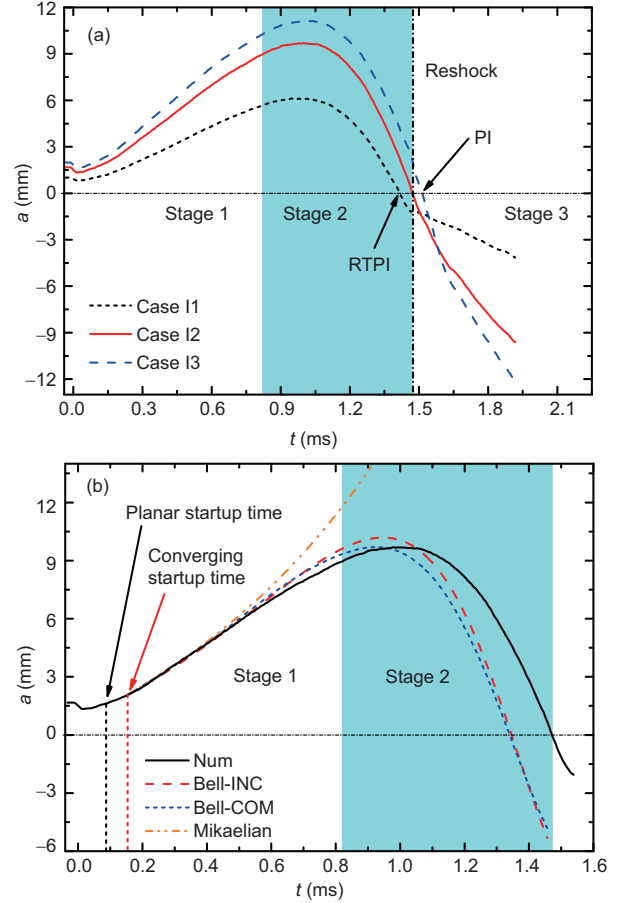 (a)
12
9
6
3
0
−3
−6
−9
−12
a (mm)
Reshock
PI
Stage 1
Stage 2
Stage 3
RTPI
Case I1
Case I2
Case I3
0.0 0.3 0.6 0.9 1.2 1.5 1.8 2.1
t (ms)
(b)
12
9
6
3
0
−3
−6
a (mm)
Planar startup time
Converging
startup time
Stage 1
Stage 2
Num
Bell-INC
Bell-COM
Mikaelian
0.0 0.2 0.4 0.6 0.8 1.0 1.2 1.4 1.6
t (ms)